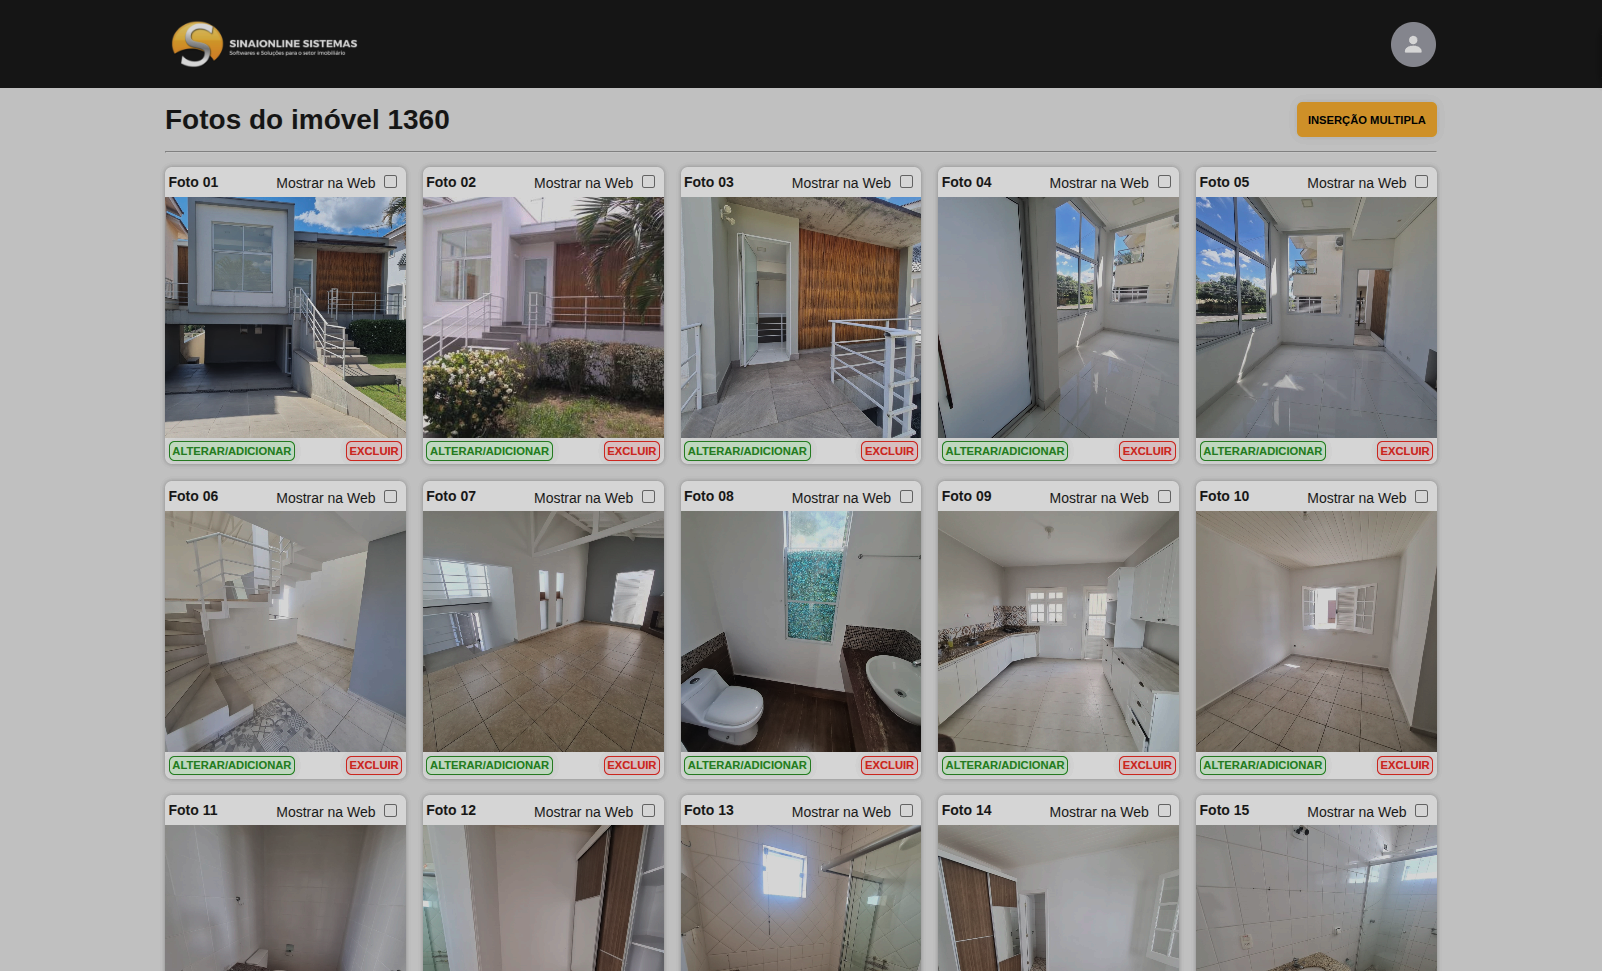 SINAIONLINE SISTEMAS
Softwares e Soluções para o setor imobiliário
Fotos do imóvel 1360
INSERÇÃO MULTIPLA
Foto 01 Mostrar na Web
Foto 02 Mostrar na Web
Foto 03 Mostrar na Web
Foto 04 Mostrar na Web
Foto 05 Mostrar na Web
ALTERAR/ADICIONAR EXCLUIR
ALTERAR/ADICIONAR EXCLUIR
ALTERAR/ADICIONAR EXCLUIR
ALTERAR/ADICIONAR EXCLUIR
ALTERAR/ADICIONAR EXCLUIR
Foto 06 Mostrar na Web
Foto 07 Mostrar na Web
Foto 08 Mostrar na Web
Foto 09 Mostrar na Web
Foto 10 Mostrar na Web
ALTERAR/ADICIONAR EXCLUIR
ALTERAR/ADICIONAR EXCLUIR
ALTERAR/ADICIONAR EXCLUIR
ALTERAR/ADICIONAR EXCLUIR
ALTERAR/ADICIONAR EXCLUIR
Foto 11 Mostrar na Web
Foto 12 Mostrar na Web
Foto 13 Mostrar na Web
Foto 14 Mostrar na Web
Foto 15 Mostrar na Web